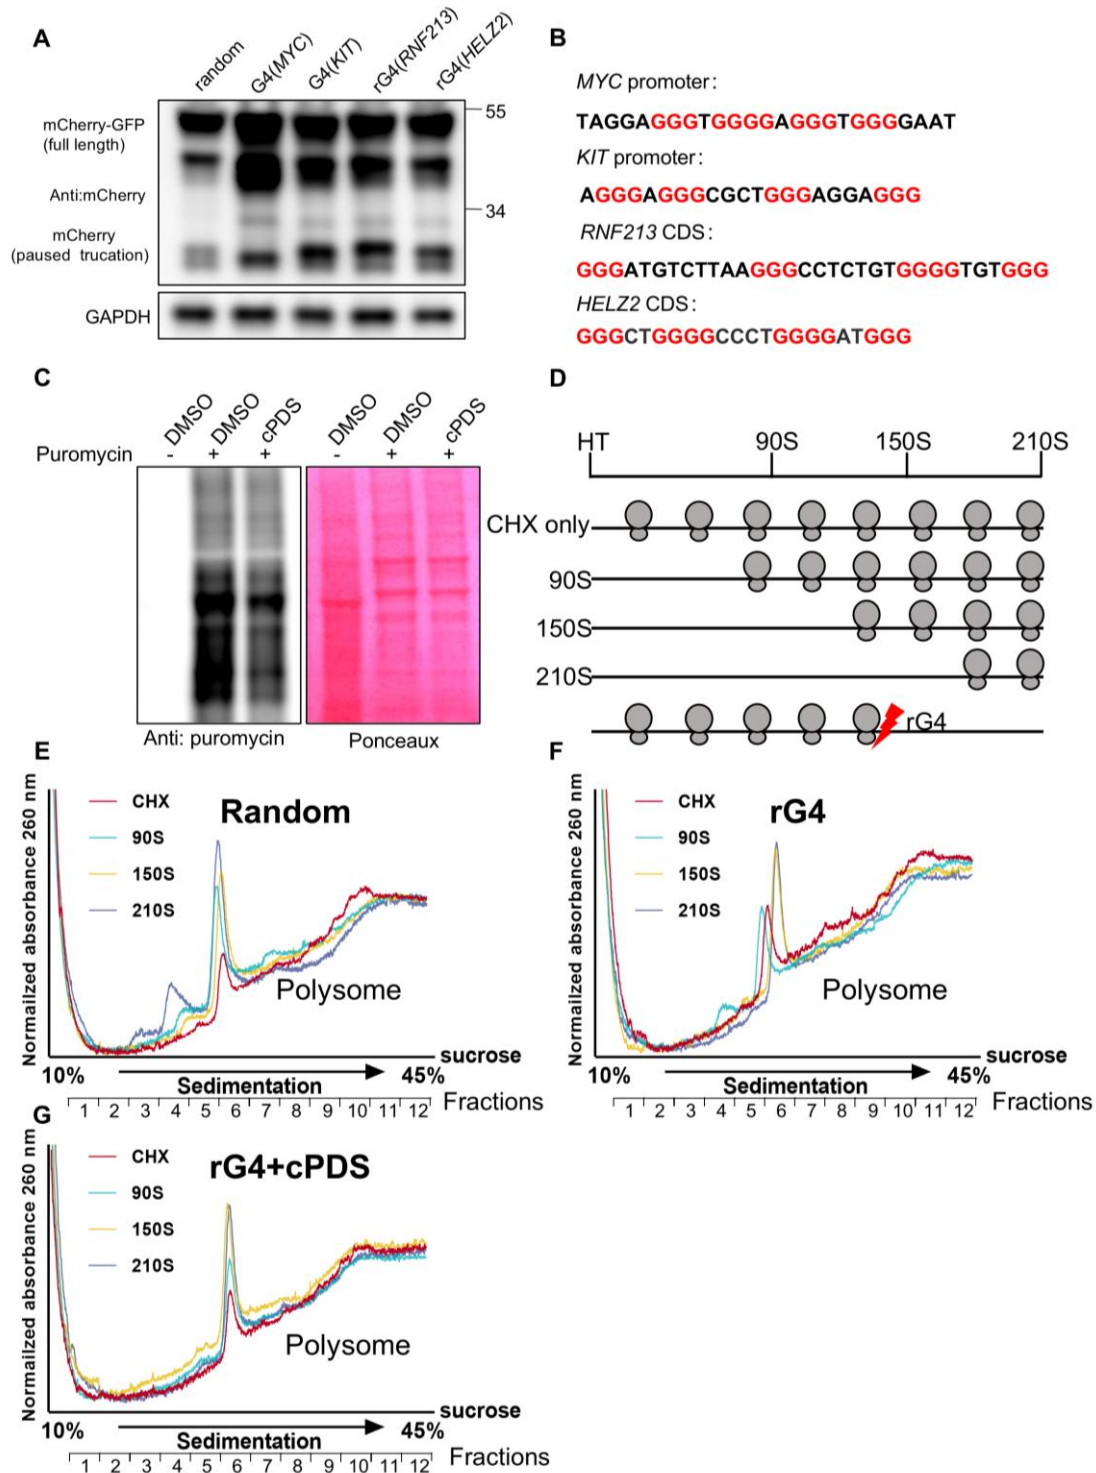 A
random
G4(MYC)
G4(KIT)
rG4(RNF213)
rG4(HELZ2)
mCherry-GFP
(full length)
Anti:mCherry
mCherry
(paused trucation)
GAPDH
55
34
B
MYC promoter:
TAGGAGGGTGGGGAGGGTGGGGAAT
KIT promoter:
AGGGAGGGCGCTGGGAGGAGGG
RNF213 CDS:
GGGATGTCTTAAGGGCCTCTGTGGGGTGTGGG
HELZ2 CDS:
GGGCTGGGGCCCTGGGGATGGG
C
DMSO DMSO cPDS DMSO DMSO cPDS
Puromycin - + + - + +
Anti: puromycin
Ponceaux
D
HT 90S 150S 210S
CHX only
90S
150S
210S
rG4
E
Normalized absorbance 260 nm
CHX
90S
150S
210S
Random
Polysome
sucrose
10% 45%
Sedimentation
1 2 3 4 5 6 7 8 9 10 11 12 Fractions
F
Normalized absorbance 260 nm
CHX
90S
150S
210S
rG4
Polysome
sucrose
10% 45%
Sedimentation
1 2 3 4 5 6 7 8 9 10 11 12 Fractions
G
Normailzed absorbance 260 nm
CHX
90S
150S
210S
rG4+cPDS
Polysome
sucrose
10% 45%
Sedimentation
1 2 3 4 5 6 7 8 9 10 11 12 Fractions